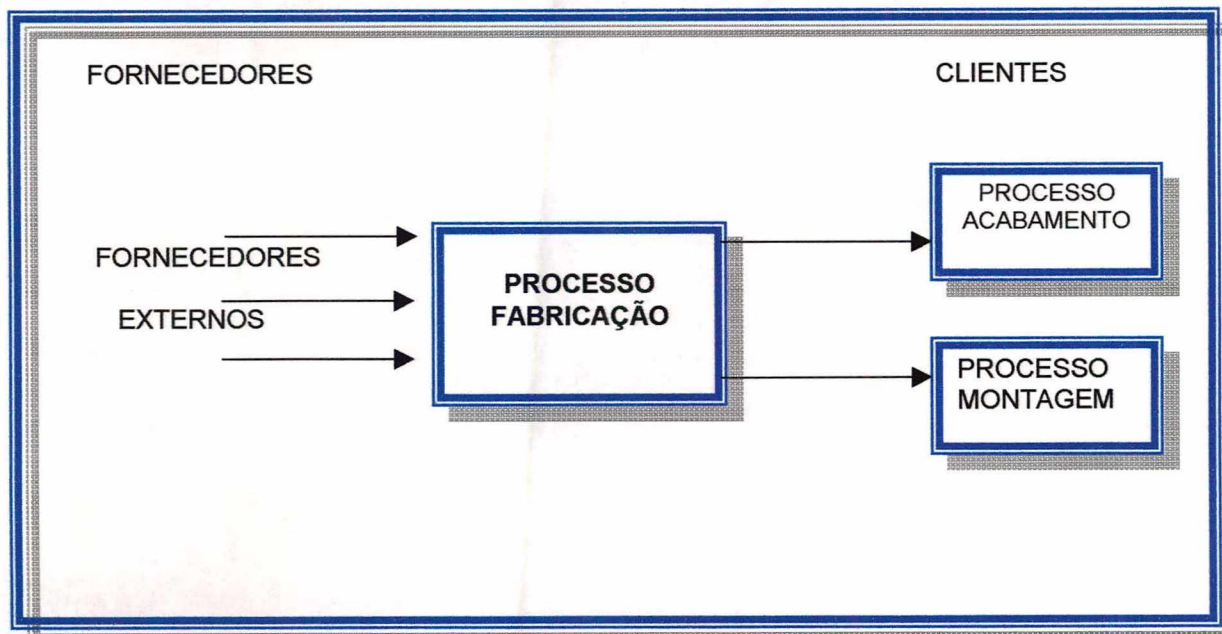 FORNECEDORES
CLIENTES
FORNECEDORES
EXTERNOS
PROCESSO
FABRICAÇÃO
PROCESSO
ACABAMENTO
PROCESSO
MONTAGEM